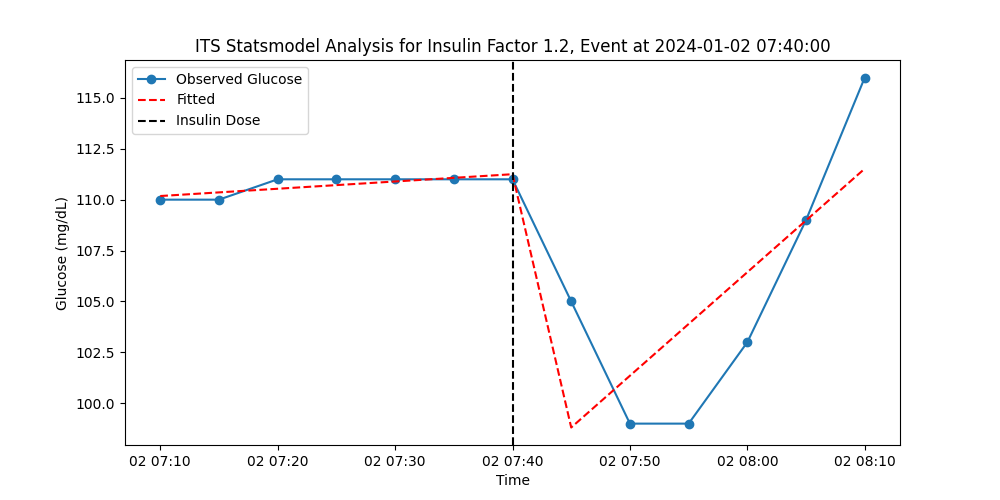 ITS Statsmodel Analysis for Insulin Factor 1.2, Event at 2024-01-02 07:40:00
Observed Glucose
Fitted
Insulin Dose
Glucose (mg/dL)
115.0
112.5
110.0
107.5
105.0
102.5
100.0
02 07:10 02 07:20 02 07:30 02 07:40 02 07:50 02 08:00 02 08:10
Time